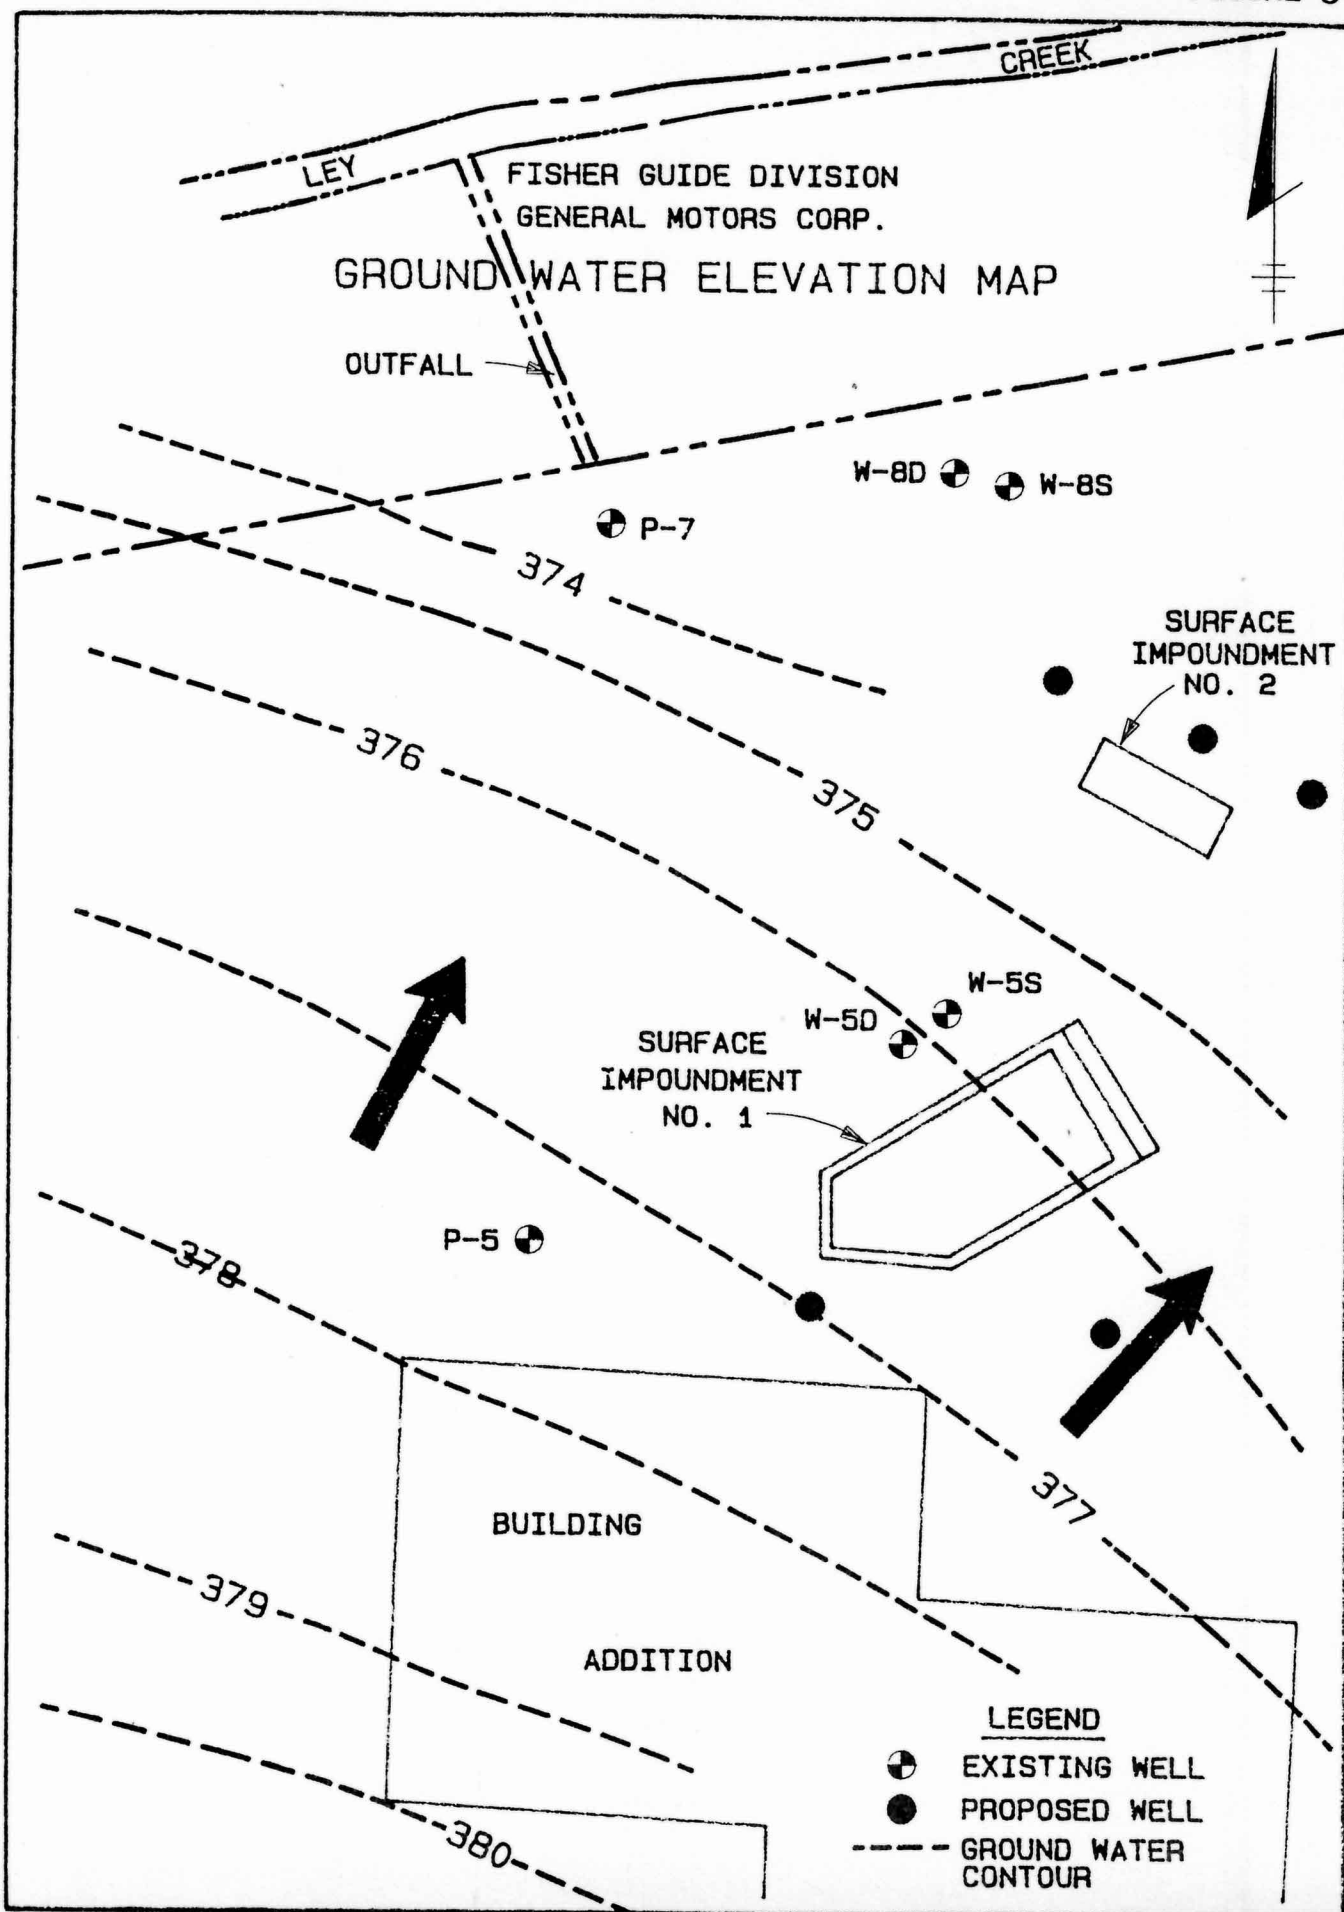 CREEK
LEY
FISHER GUIDE DIVISION
GENERAL MOTORS CORP.
GROUND WATER ELEVATION MAP
OUTFALL
W-8D
W-8S
P-7
374
SURFACE
IMPOUNDMENT
NO. 2
376
375
W-5S
W-5D
SURFACE
IMPOUNDMENT
NO. 1
P-5
378
377
BUILDING
379
ADDITION
LEGEND
EXISTING WELL
PROPOSED WELL
GROUND WATER
CONTOUR
380